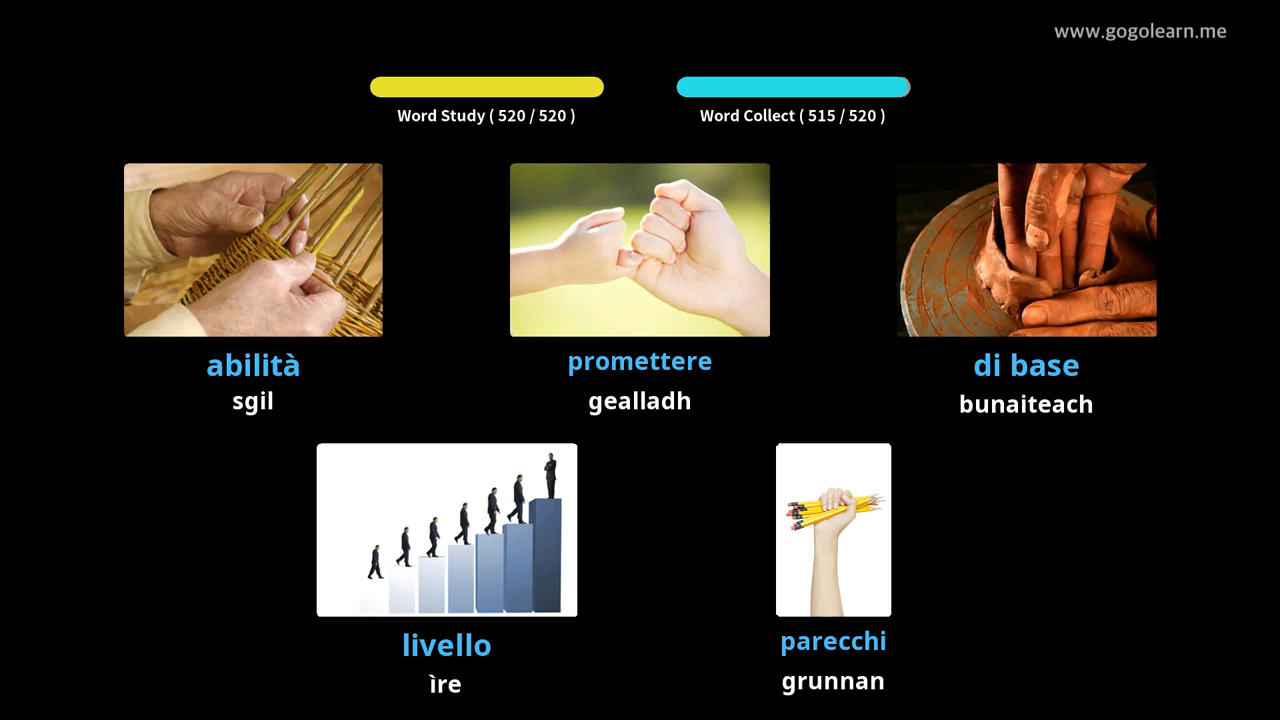 www.gogolearn.me
Word Study ( 520 / 520 )
Word Collect ( 515 / 520 )
abilità
sgil
promettere
gealladh
di base
bunaiteach
livello
ìre
parecchi
grunnan